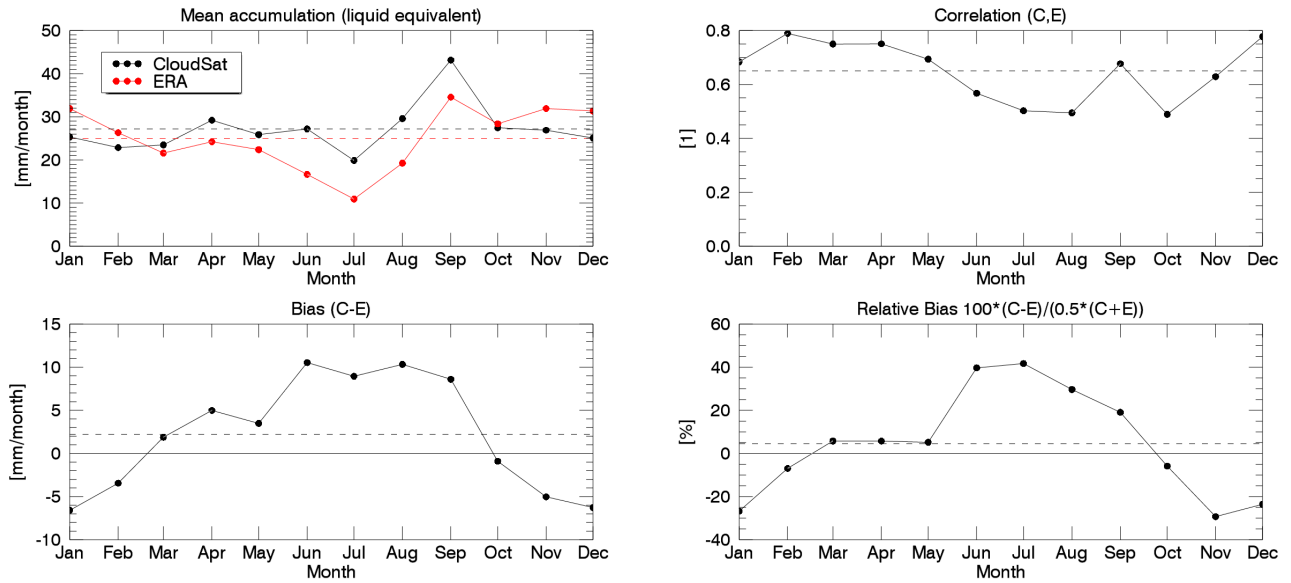 Mean accumulation (liquid equivalent)
50
40
30
20
10
0
[mm/month]
CloudSat
ERA
Jan Feb Mar Apr May Jun Jul Aug Sep Oct Nov Dec
Month
Correlation (C,E)
0.8
0.6
0.4
0.2
0.0
[1]
Jan Feb Mar Apr May Jun Jul Aug Sep Oct Nov Dec
Month
Bias (C-E)
15
10
5
0
-5
-10
[mm/month]
Jan Feb Mar Apr May Jun Jul Aug Sep Oct Nov Dec
Month
Relative Bias 100*(C-E)/(0.5*(C+E))
60
40
20
0
-20
-40
[%]
Jan Feb Mar Apr May Jun Jul Aug Sep Oct Nov Dec
Month